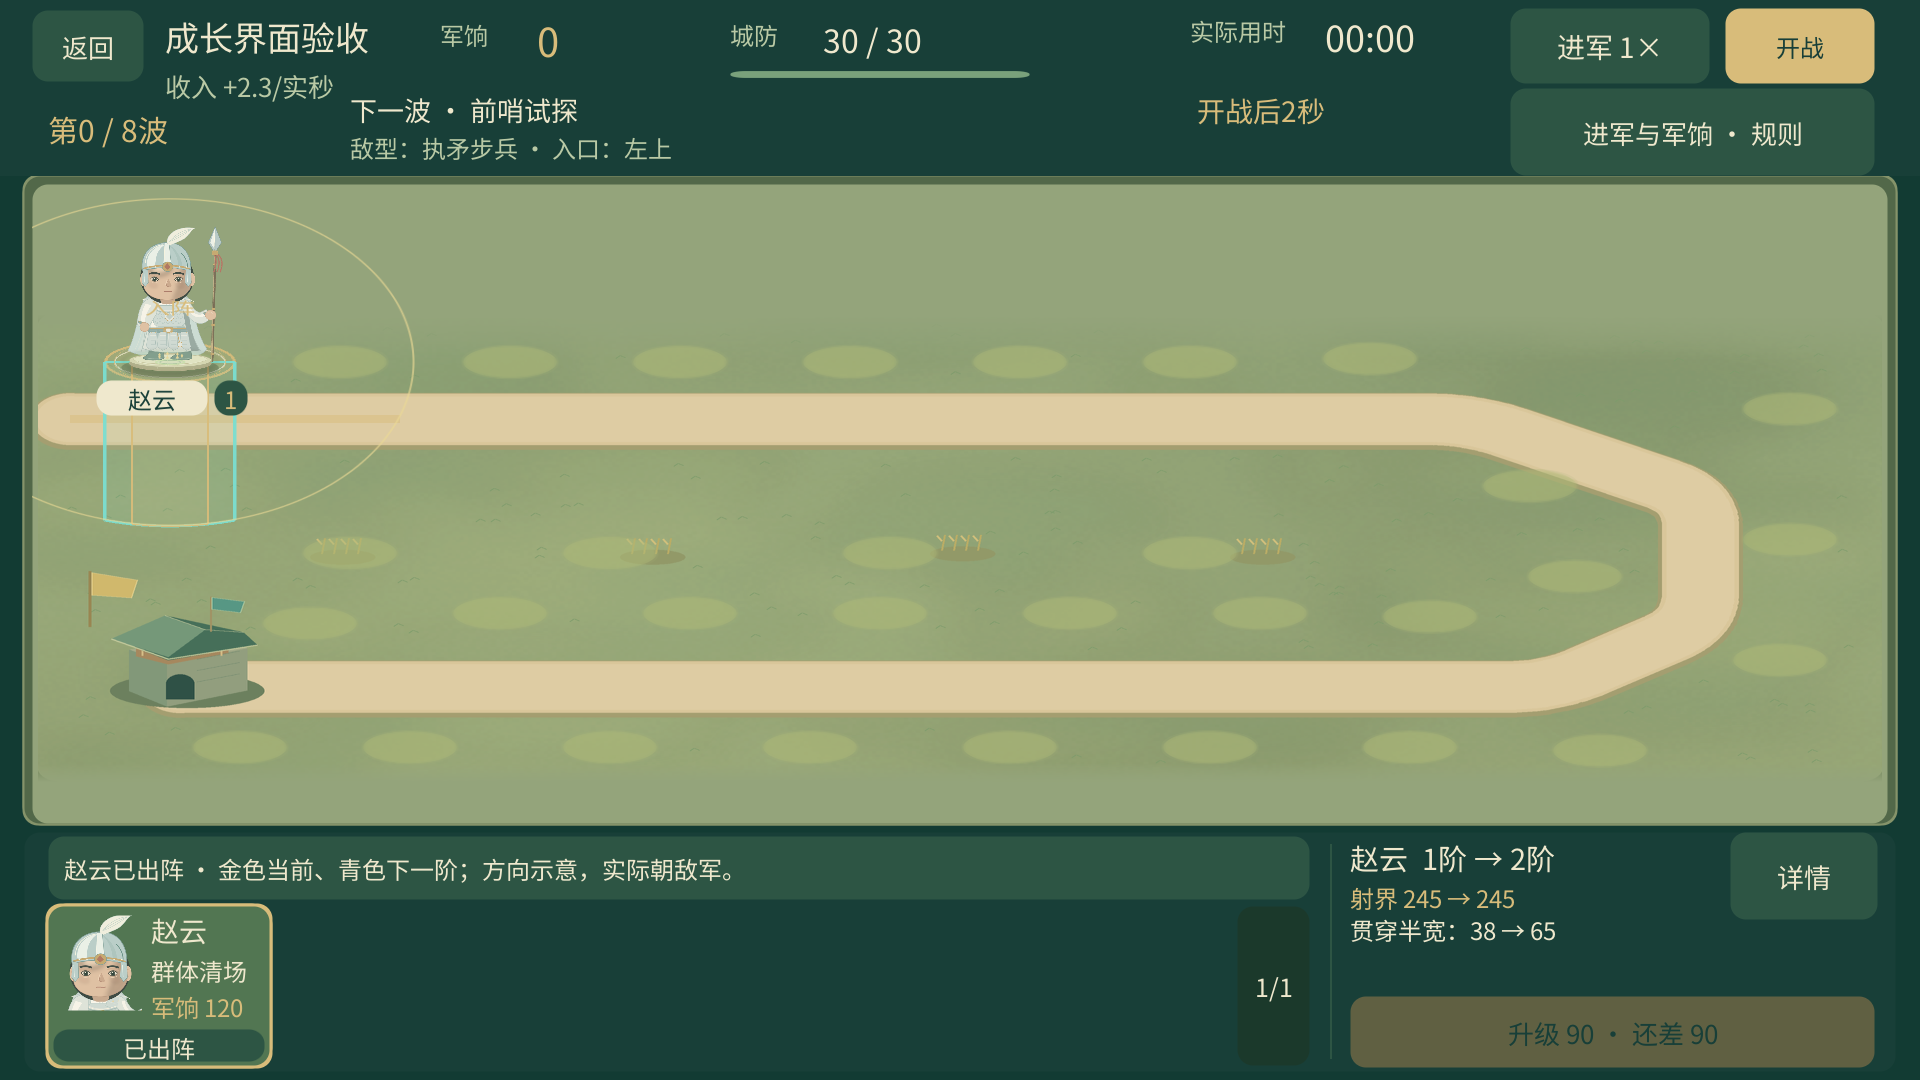 返回
成长界面验收
收入 +2.3/实秒
军饷 0
城防 30 / 30
实际用时 00:00
进军 1×
开战
第0 / 8波
下一波 · 前哨试探
敌型：执矛步兵 · 入口：左上
开战后2秒
进军与军饷 · 规则
赵云 1
赵云已出阵 · 金色当前、青色下一阶；方向示意，实际朝敌军。
赵云
群体清场
军饷 120
已出阵
1/1
赵云 1阶 → 2阶
射界 245 → 245
贯穿半宽：38 → 65
详情
升级 90 · 还差 90